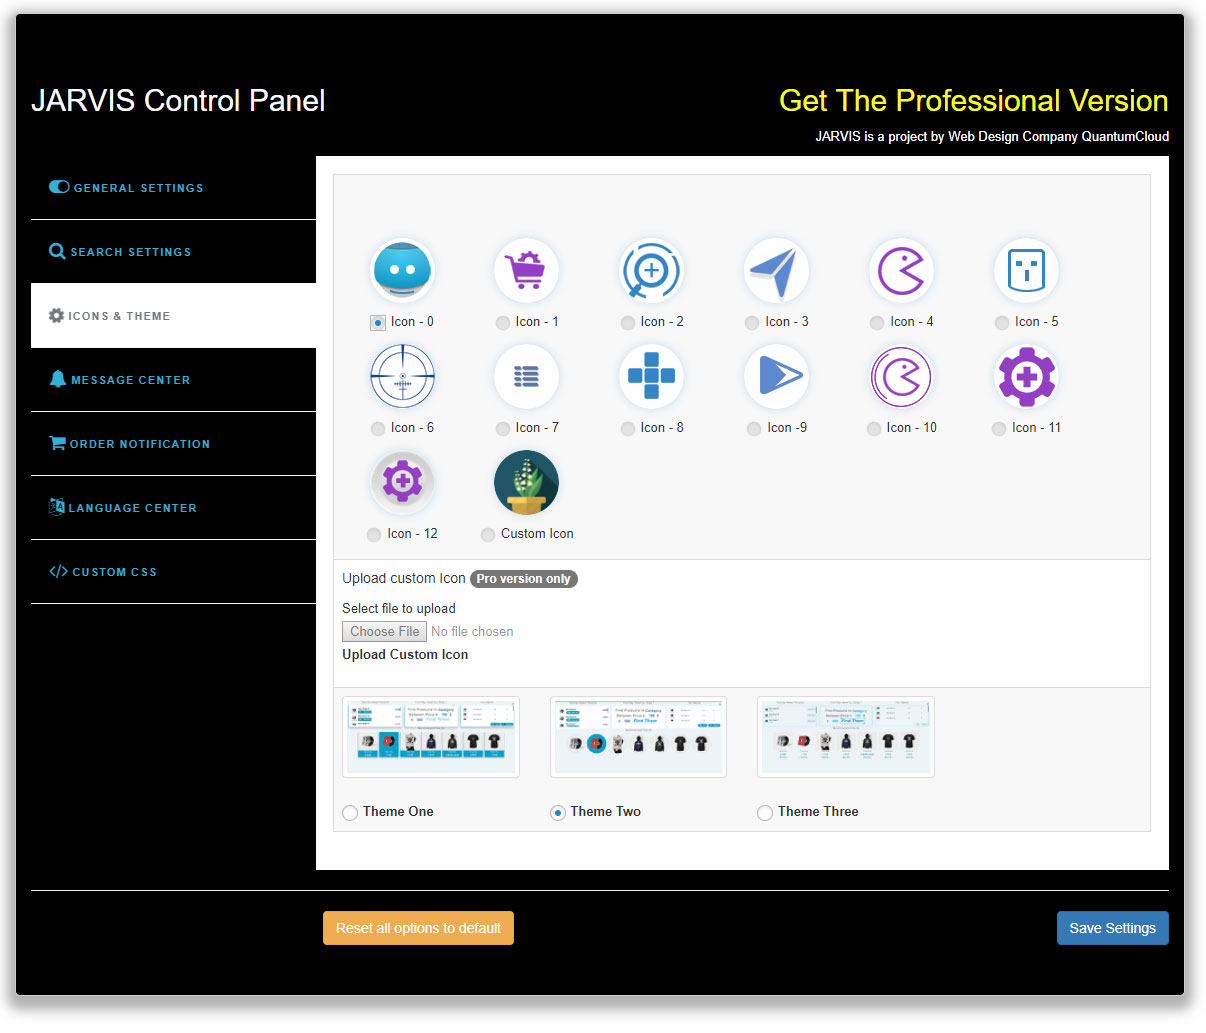 JARVIS Control Panel
Get The Professional Version
JARVIS is a project by Web Design Company QuantumCloud
GENERAL SETTINGS
SEARCH SETTINGS
ICONS & THEME
MESSAGE CENTER
ORDER NOTIFICATION
LANGUAGE CENTER
CUSTOM CSS
Icon - 0 Icon - 1 Icon - 2 Icon - 3 Icon - 4 Icon - 5
Icon - 6 Icon - 7 Icon - 8 Icon -9 Icon - 10 Icon - 11
Icon - 12 Custom Icon
Upload custom Icon Pro version only
Select file to upload
Choose File No file chosen
Upload Custom Icon
Theme One Theme Two Theme Three
Reset all options to default
Save Settings